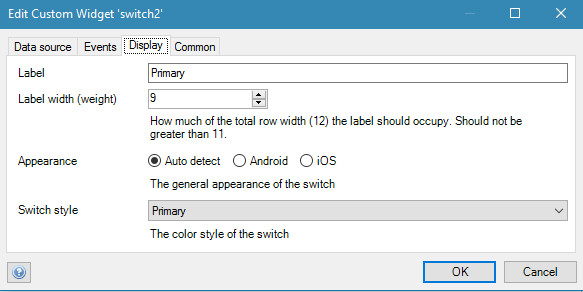 Edit Custom Widget 'switch2'
Data source Events Display Common
Label Primary
Label width (weight) 9
How much of the total row width (12) the label should occupy. Should not be
greater than 11.
Appearance Auto detect Android iOS
The general appearance of the switch
Switch style Primary
The color style of the switch
? OK Cancel